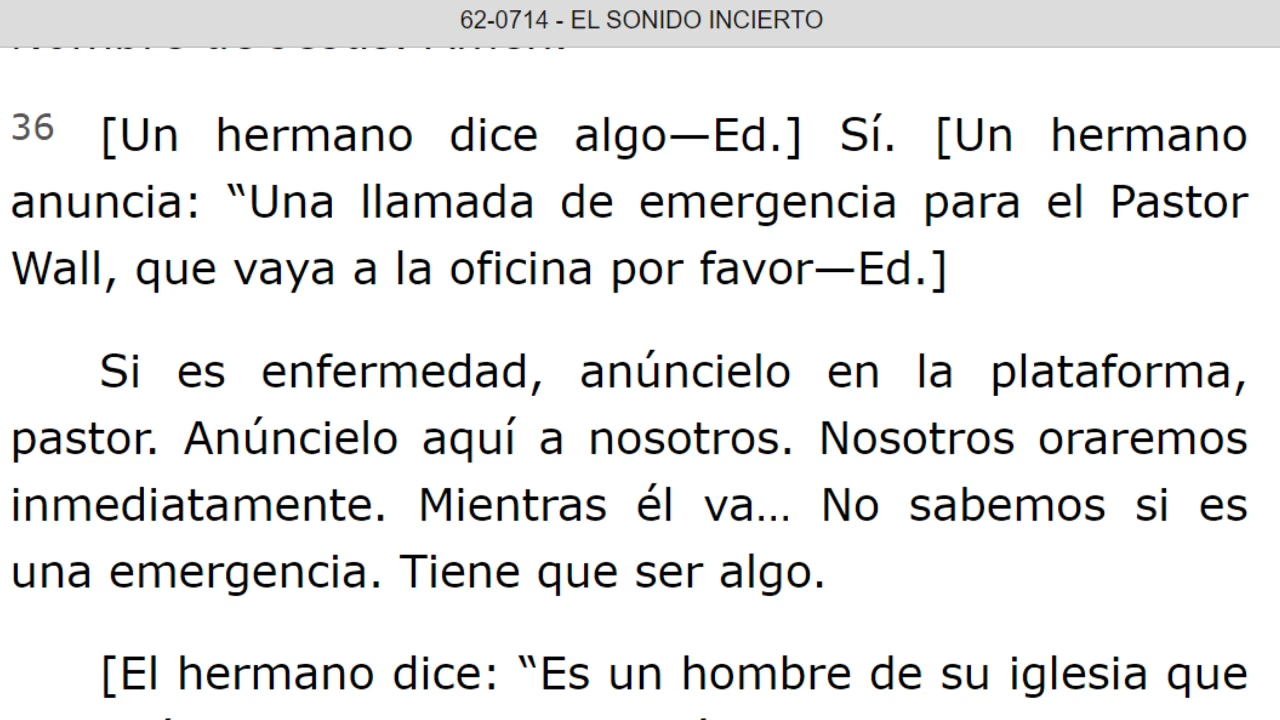 62-0714 - EL SONIDO INCIERTO
36 [Un hermano dice algo—Ed.] Sí. [Un hermano
anuncia: “Una llamada de emergencia para el Pastor
Wall, que vaya a la oficina por favor—Ed.]
Si es enfermedad, anúncielo en la plataforma,
pastor. Anúncielo aquí a nosotros. Nosotros oraremos
inmediatamente. Mientras él va… No sabemos si es
una emergencia. Tiene que ser algo.
[El hermano dice: “Es un hombre de su iglesia que